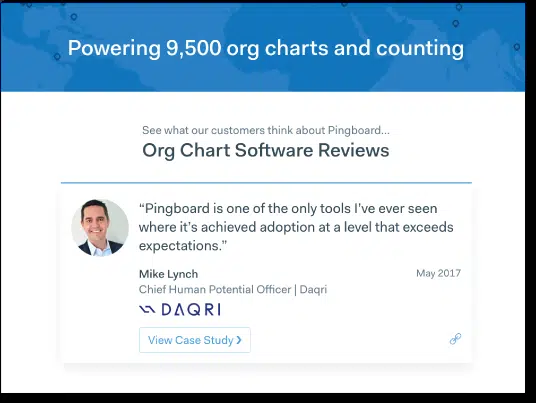 Powering 9,500 org charts and counting
See what our customers think about Pingboard...
Org Chart Software Reviews
“Pingboard is one of the only tools I’ve ever seen
where it’s achieved adoption at a level that exceeds
expectations.”
Mike Lynch
May 2017
Chief Human Potential Officer | Daqri
DAQRI
View Case Study ❯